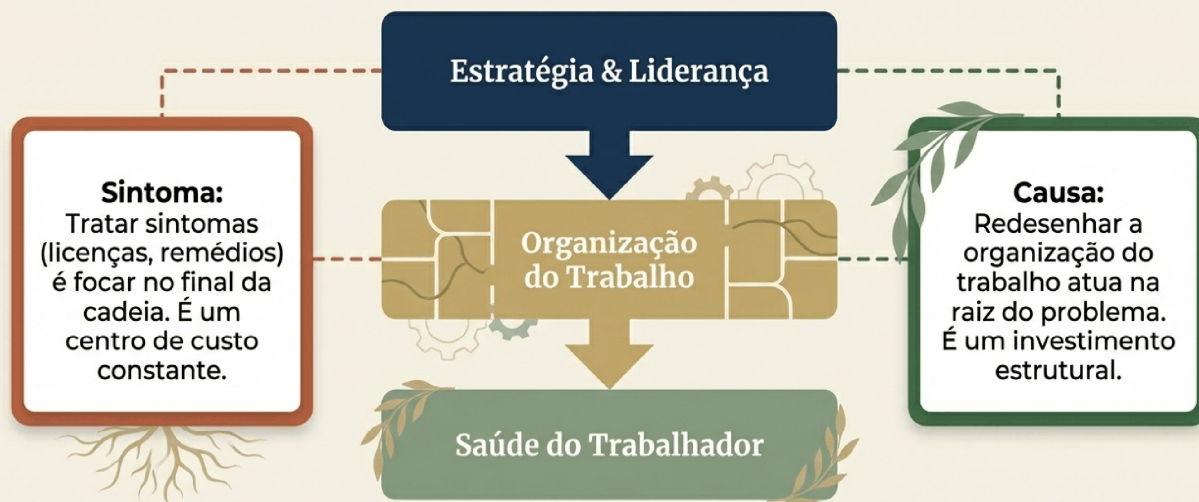 Estratégia & Liderança
Sintoma:
Tratar sintomas
(licenças, remédios)
é focar no final da
cadeia. É um
centro de custo
constante.
Organização
do Trabalho
Causa:
Redesenhar a
organização do
trabalho atua na
raiz do problema.
É um investimento
estrutural.
Saúde do Trabalhador